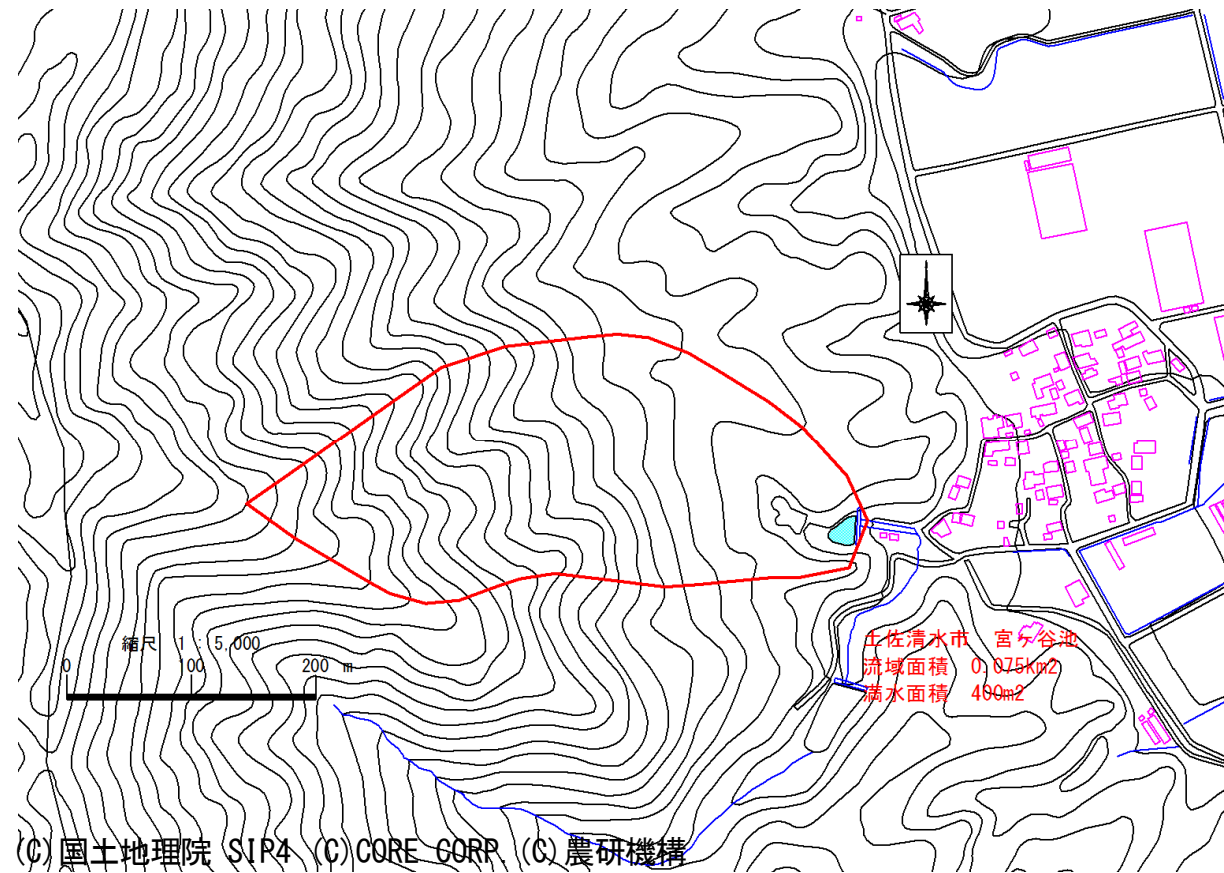 縮尺 1 : 5,000
0 100 200 m
土佐清水市 宮ヶ谷池
流域面積 0.075km2
満水面積 400m2
(C)国土地理院 SIP4 (C)CORE CORP. (C)農研機構